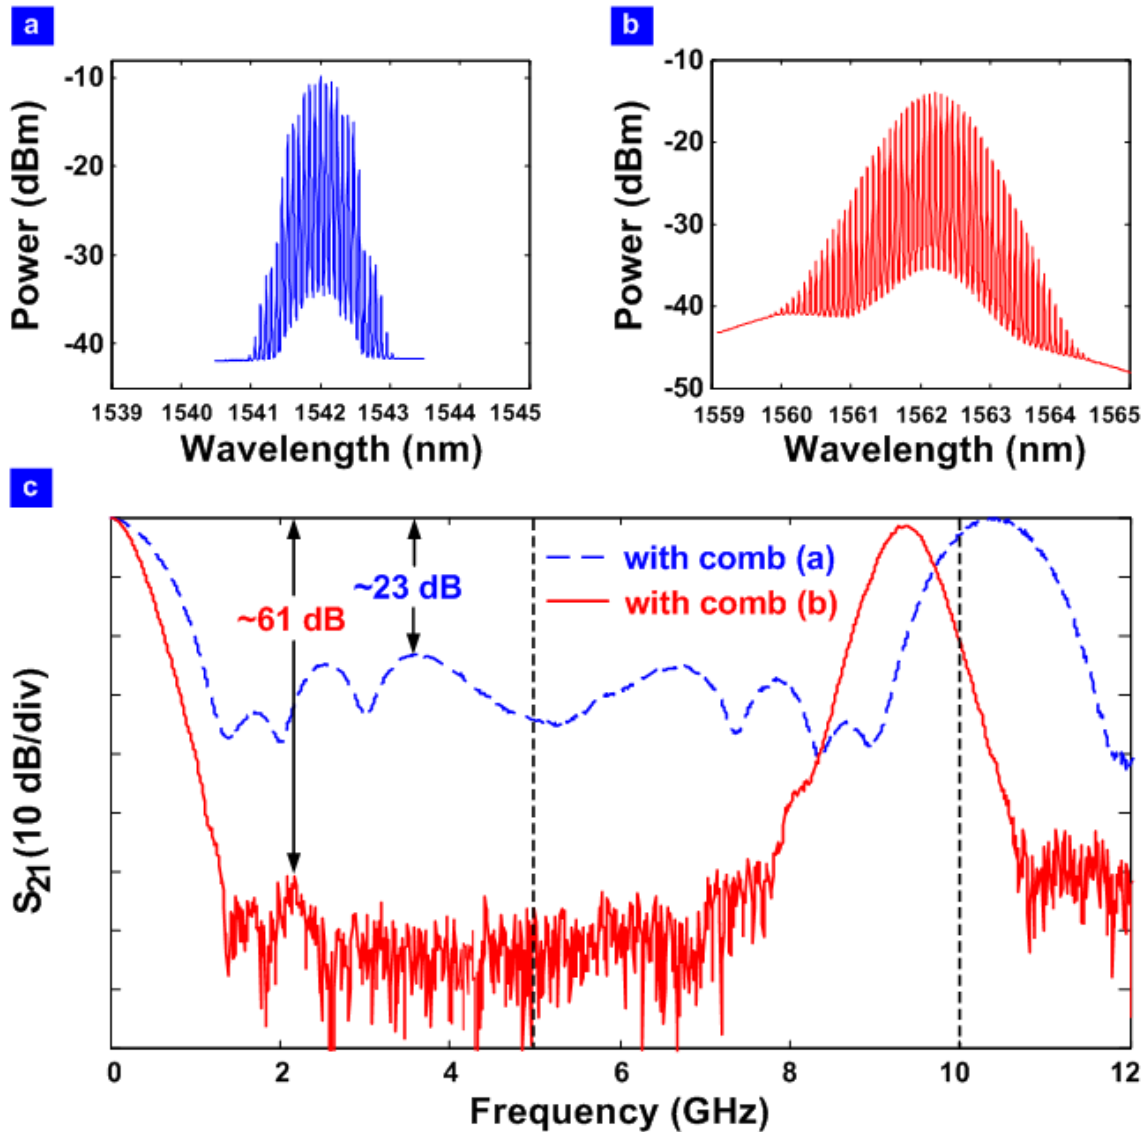 a
b
-10
-20
-30
-40
Power (dBm)
1539 1540 1541 1542 1543 1544 1545
Wavelength (nm)
-10
-20
-30
-40
-50
Power (dBm)
1559 1560 1561 1562 1563 1564 1565
Wavelength (nm)
c
with comb (a)
with comb (b)
~23 dB
~61 dB
S21 (10 dB/div)
0 2 4 6 8 10 12
Frequency (GHz)